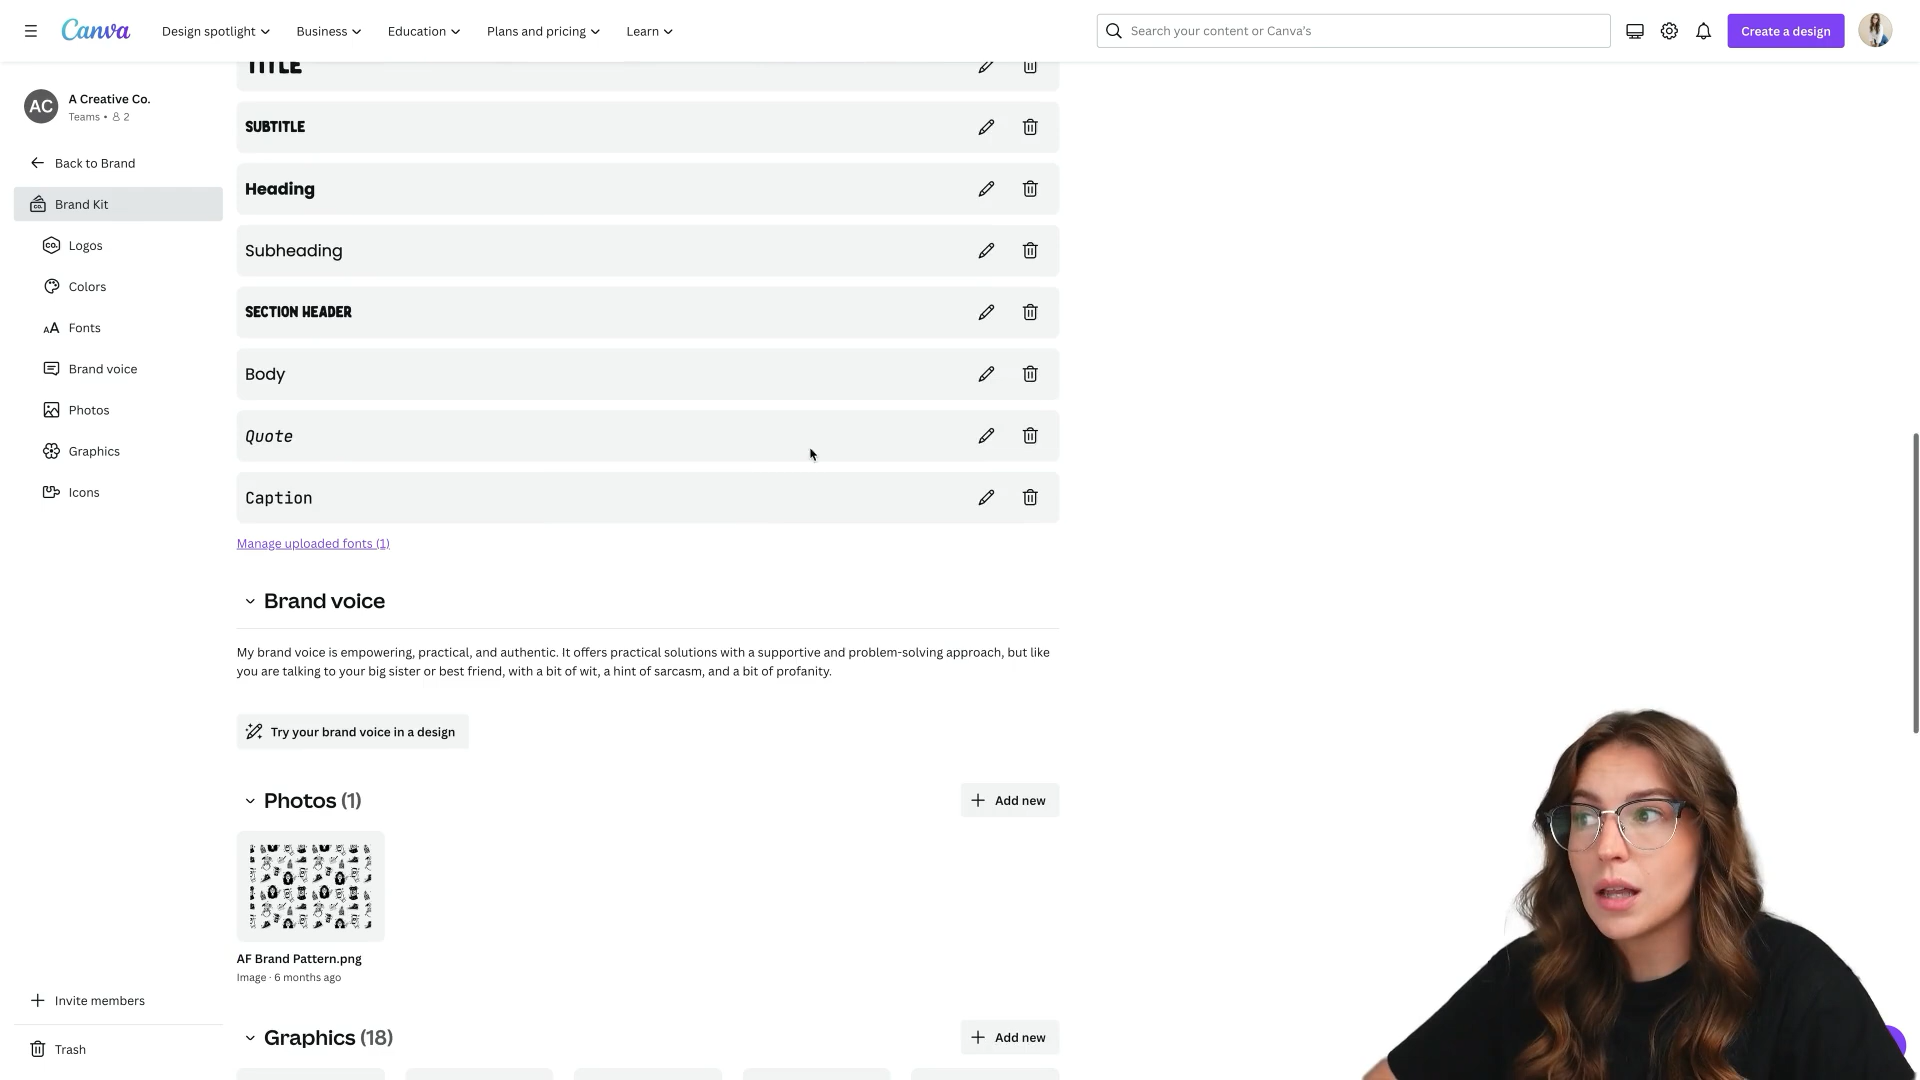 Canva
Design spotlight
Business
Education
Plans and pricing
Learn
Search your content or Canva's
Create a design
AC
A Creative Co.
Teams • 2
Back to Brand
Brand Kit
Logos
Colors
Fonts
Brand voice
Photos
Graphics
Icons
Invite members
Trash
TITLE
SUBTITLE
Heading
Subheading
SECTION HEADER
Body
Quote
Caption
Manage uploaded fonts (1)
Brand voice
My brand voice is empowering, practical, and authentic. It offers practical solutions with a supportive and problem-solving approach, but like
you are talking to your big sister or best friend, with a bit of wit, a hint of sarcasm, and a bit of profanity.
Try your brand voice in a design
Photos (1)
Add new
AF Brand Pattern.png
Image · 6 months ago
Graphics (18)
Add new